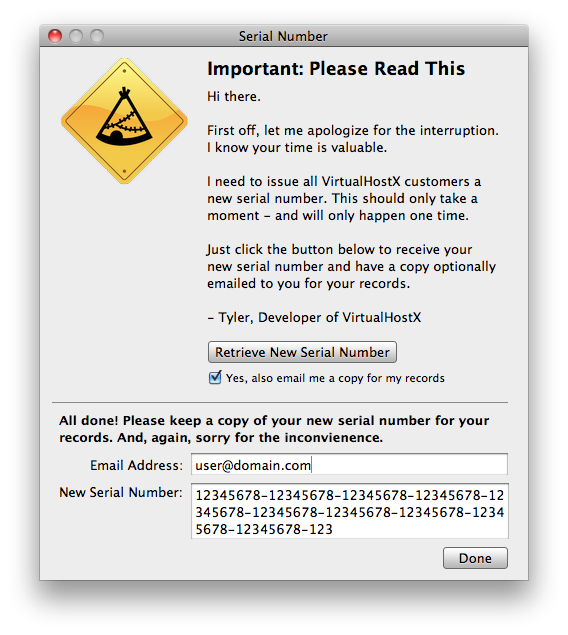 Serial Number
Important: Please Read This
Hi there.
First off, let me apologize for the interruption.
I know your time is valuable.
I need to issue all VirtualHostX customers a
new serial number. This should only take a
moment – and will only happen one time.
Just click the button below to receive your
new serial number and have a copy optionally
emailed to you for your records.
– Tyler, Developer of VirtualHostX
Retrieve New Serial Number
Yes, also email me a copy for my records
All done! Please keep a copy of your new serial number for your
records. And, again, sorry for the inconvienence.
Email Address: user@domain.com
New Serial Number: 12345678-12345678-12345678-12345678-12
345678-12345678-12345678-12345678-1234
5678-12345678-123
Done